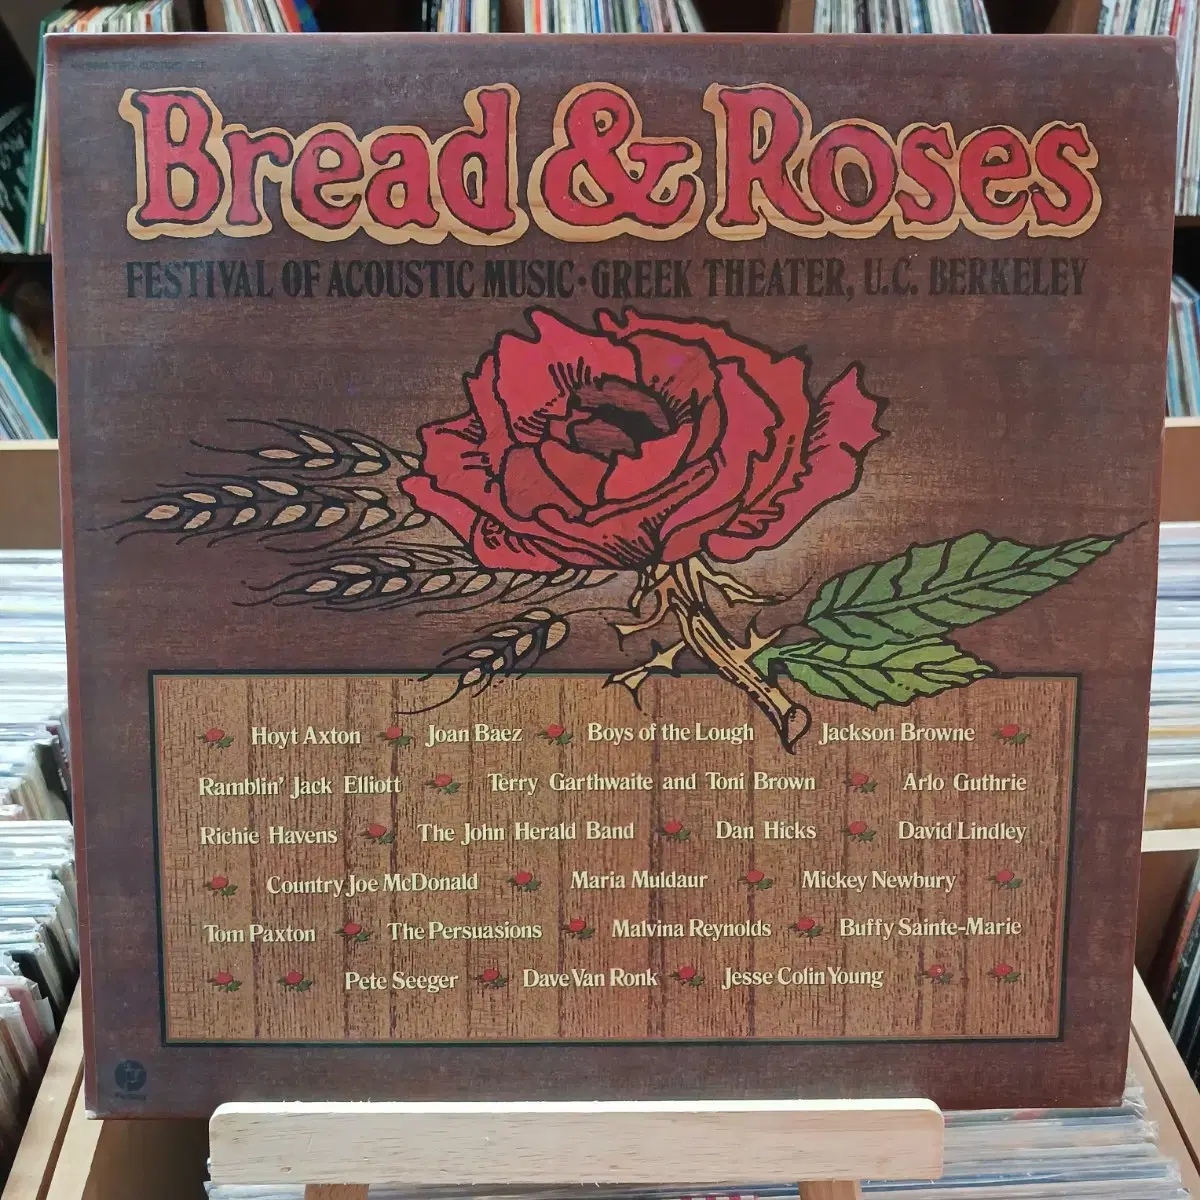 Bread & Roses
FESTIVAL OF ACOUSTIC MUSIC • GREEK THEATER, U.C. BERKELEY
Hoyt Axton Joan Baez Boys of the Lough Jackson Browne
Ramblin' Jack Elliott Terry Garthwaite and Toni Brown Arlo Guthrie
Richie Havens The John Herald Band Dan Hicks David Lindley
Country Joe McDonald Maria Muldaur Mickey Newbury
Tom Paxton The Persuasions Malvina Reynolds Buffy Sainte-Marie
Pete Seeger Dave Van Ronk Jesse Colin Young